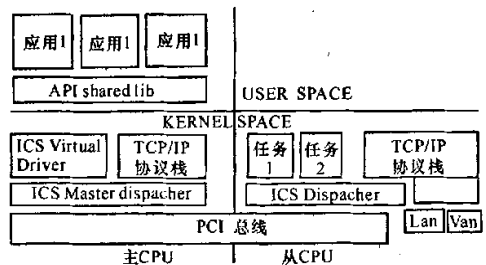 应用1 应用1 应用1
API shared lib
USER SPACE
KERNEL SPACE
ICS Virtual Driver
TCP/IP 协议栈
任务1
任务2
TCP/IP 协议栈
ICS Master dispacher
ICS Dispacher
PCI 总线
Lan Van
主CPU
从CPU